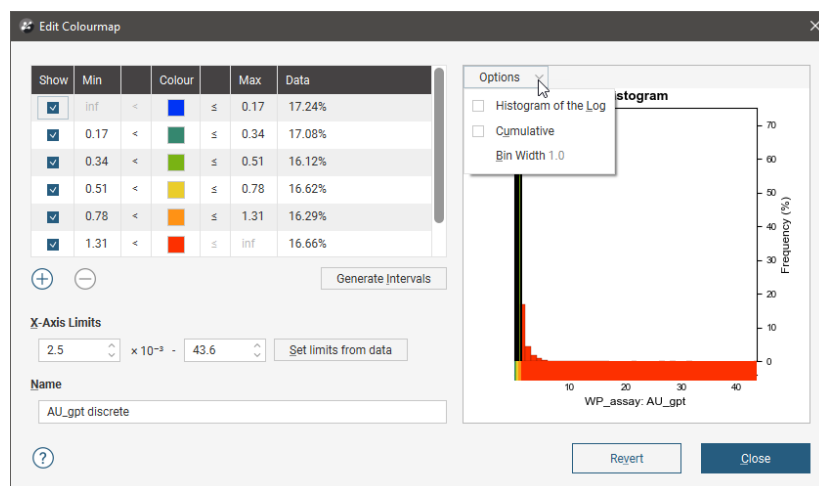 Edit Colourmap
Show Min Colour Max Data
inf < ≤ 0.17 17.24%
0.17 < ≤ 0.34 17.08%
0.34 < ≤ 0.51 16.12%
0.51 < ≤ 0.78 16.62%
0.78 < ≤ 1.31 16.29%
1.31 < ≤ inf 16.66%
Generate Intervals
X-Axis Limits
2.5 × 10⁻³ - 43.6 Set limits from data
Name
AU_gpt discrete
Options
stogram
Histogram of the Log
Cumulative
Bin Width 1.0
70
60
50
40
30
20
10
0
Frequency (%)
10 20 30 40
WP_assay: AU_gpt
?
Revert
Close